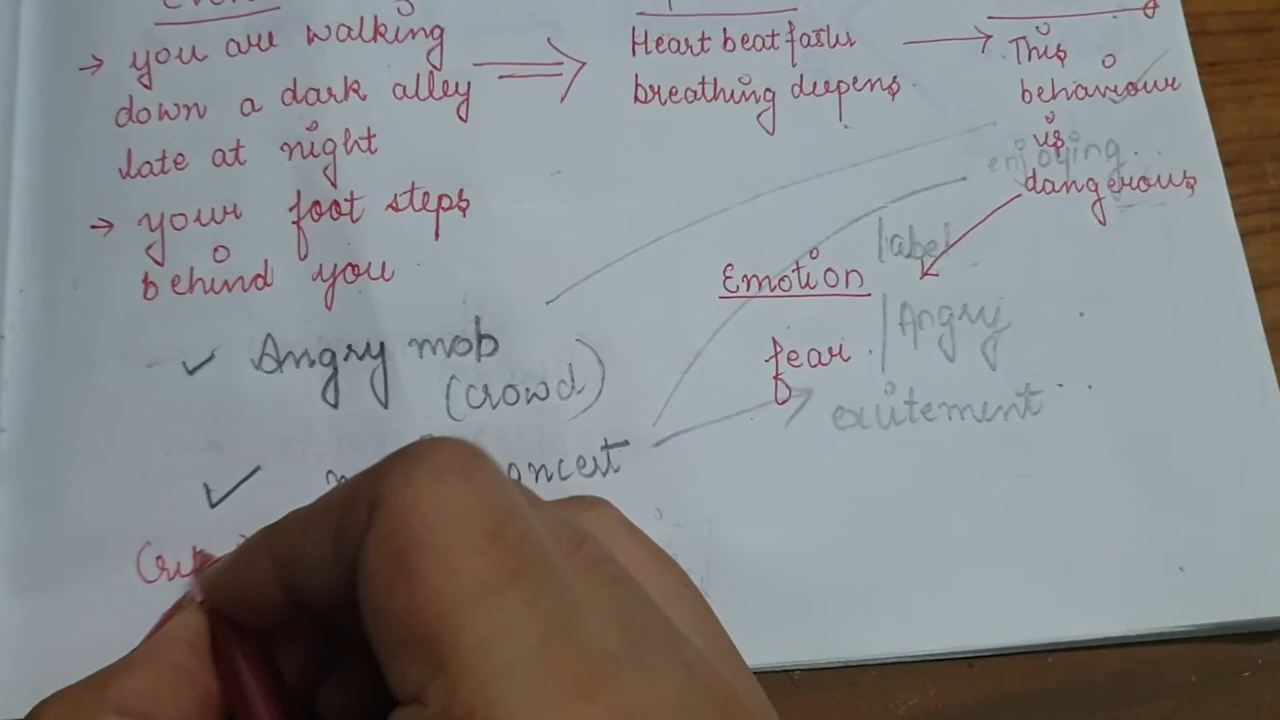 → you are walking
down a dark alley
late at night
→ your foot steps
behind you
⇒ Heart beat faster
breathing deepens.
→ This
behaviour
is
enjoying..
dangerous
label
Emotion
fear. / Angry
excitement..
✓ Angry mob
(crowd)
✓